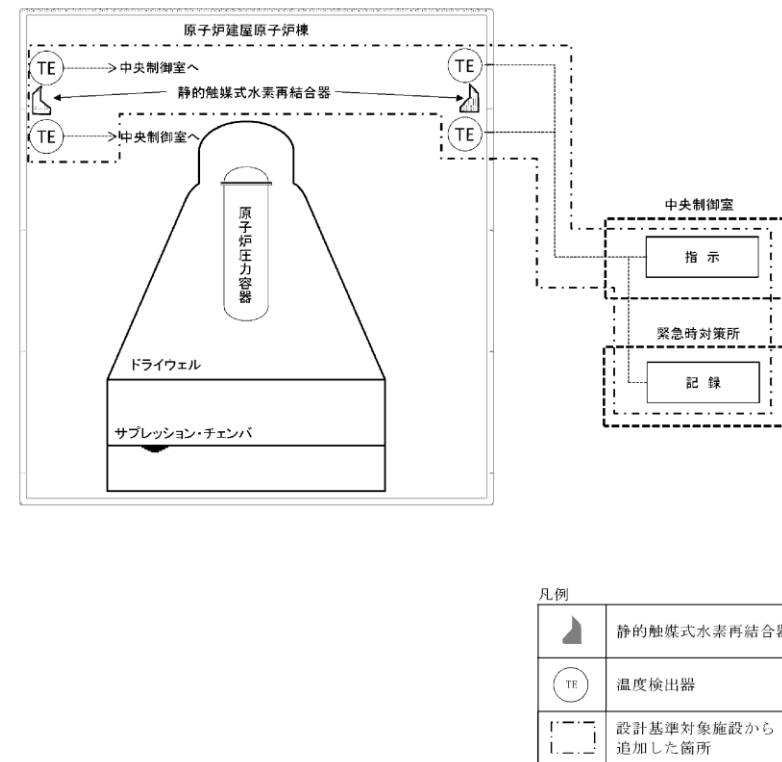 原子炉建屋原子炉棟
TE
中央制御室へ
TE
静的触媒式水素再結合器
TE
中央制御室へ
TE
原子炉圧力容器
中央制御室
指 示
緊急時対策所
記 録
ドライウェル
サプレッション・チェンバ
凡例
静的触媒式水素再結合器
TE
温度検出器
設計基準対象施設から
追加した箇所